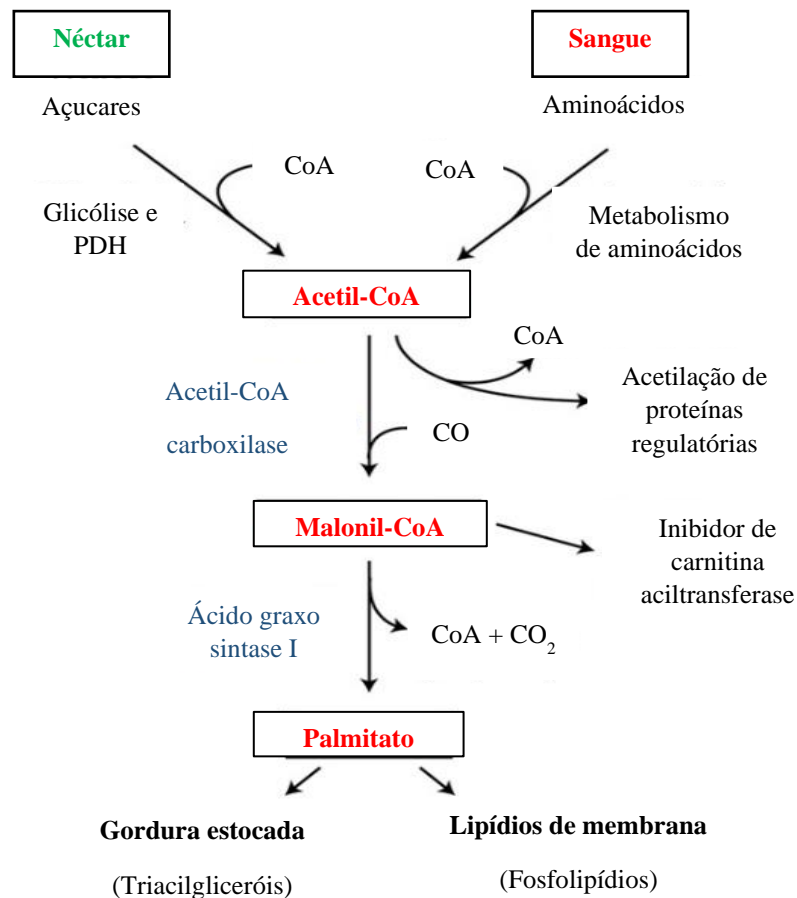 Néctar
Sangue
Açucares
Aminoácidos
CoA
CoA
Glicólise e
PDH
Metabolismo
de aminoácidos
Acetil-CoA
CoA
Acetil-CoA
carboxilase
CO
Acetilação de
proteínas
regulatórias
Malonil-CoA
Inibidor de
carnitina
aciltransferase
Ácido graxo
sintase I
CoA + CO₂
Palmitato
Gordura estocada
(Triacilgliceróis)
Lipídios de membrana
(Fosfolipídios)